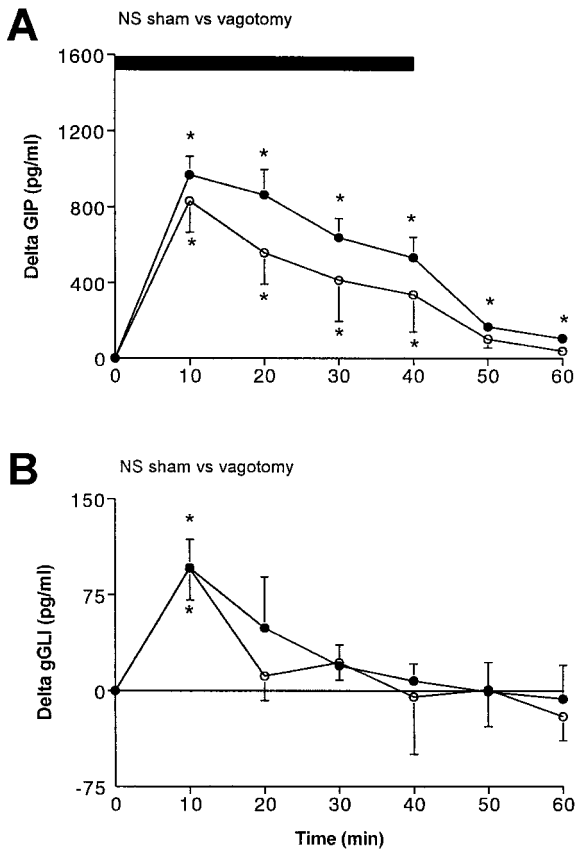 A
NS sham vs vagotomy
1600
1200
800
400
0
Delta GIP (pg/ml)
* * * * * *
* * * *
0 10 20 30 40 50 60
B
NS sham vs vagotomy
150
75
0
-75
Delta gGLI (pg/ml)
*
*
0 10 20 30 40 50 60
Time (min)